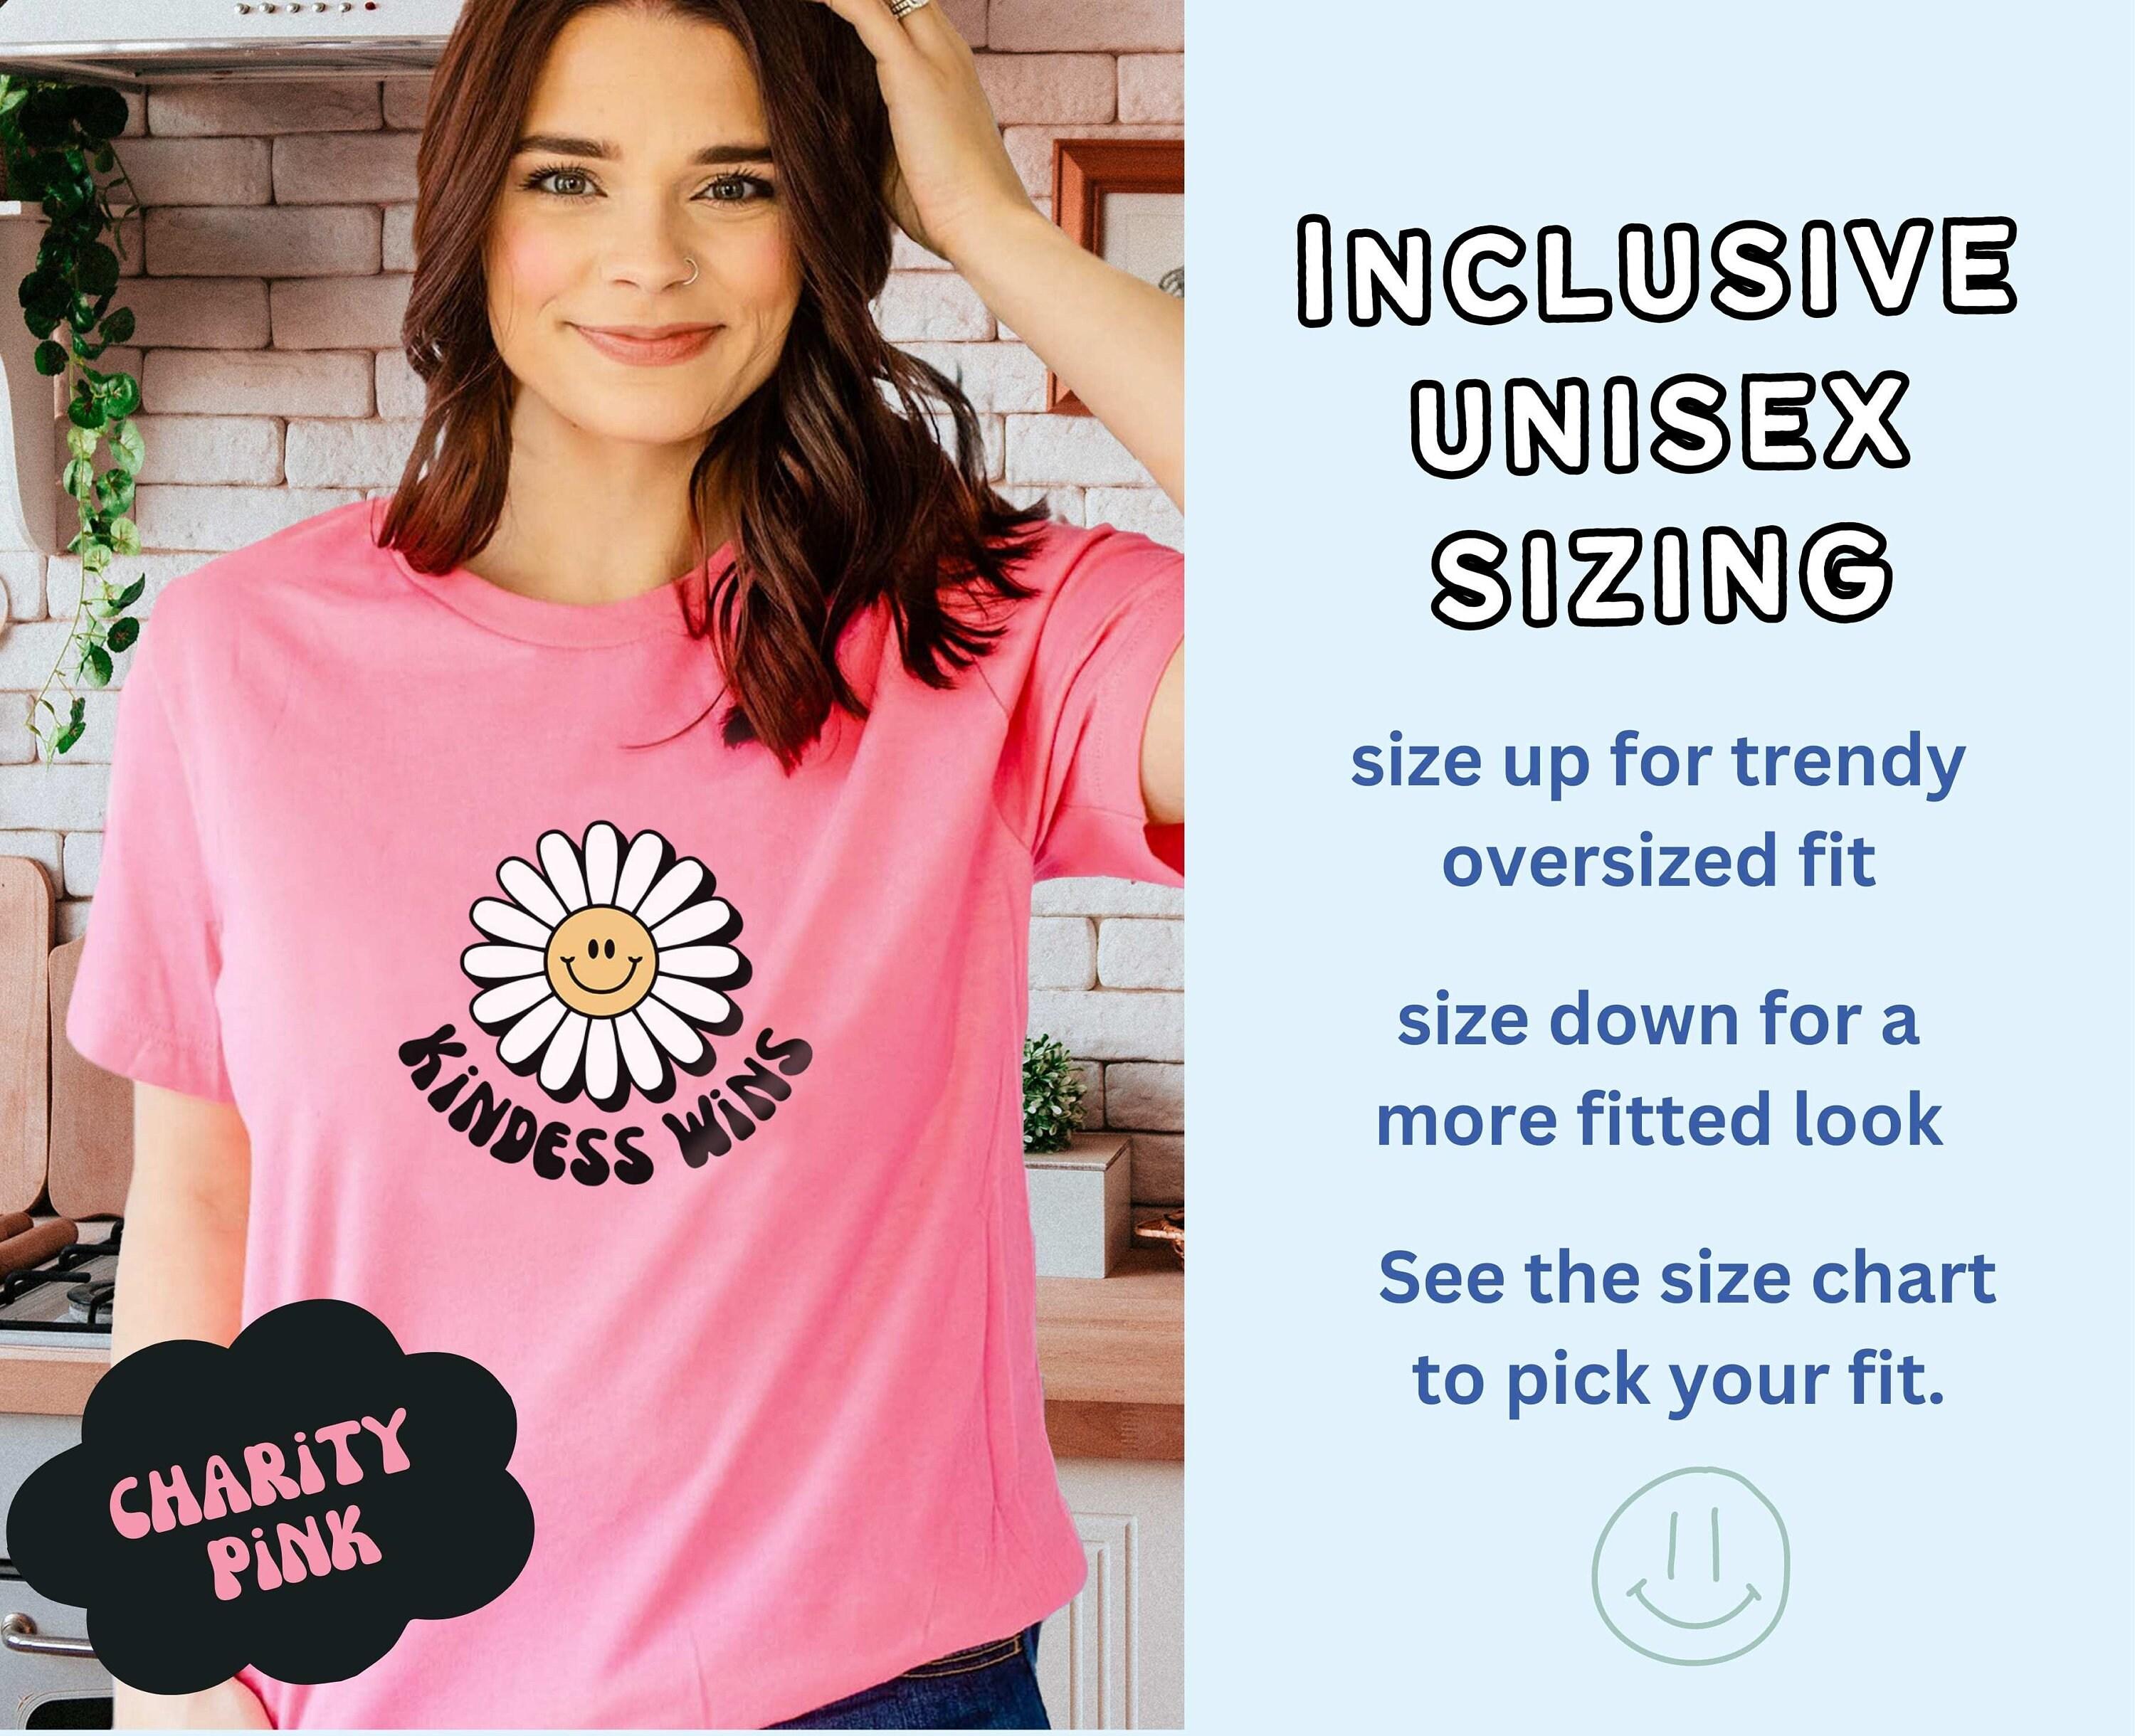 KiNDESS WiNS
CHARiTY
PiNK
INCLUSIVE
UNISEX
SIZING
size up for trendy
oversized fit
size down for a
more fitted look
See the size chart
to pick your fit.